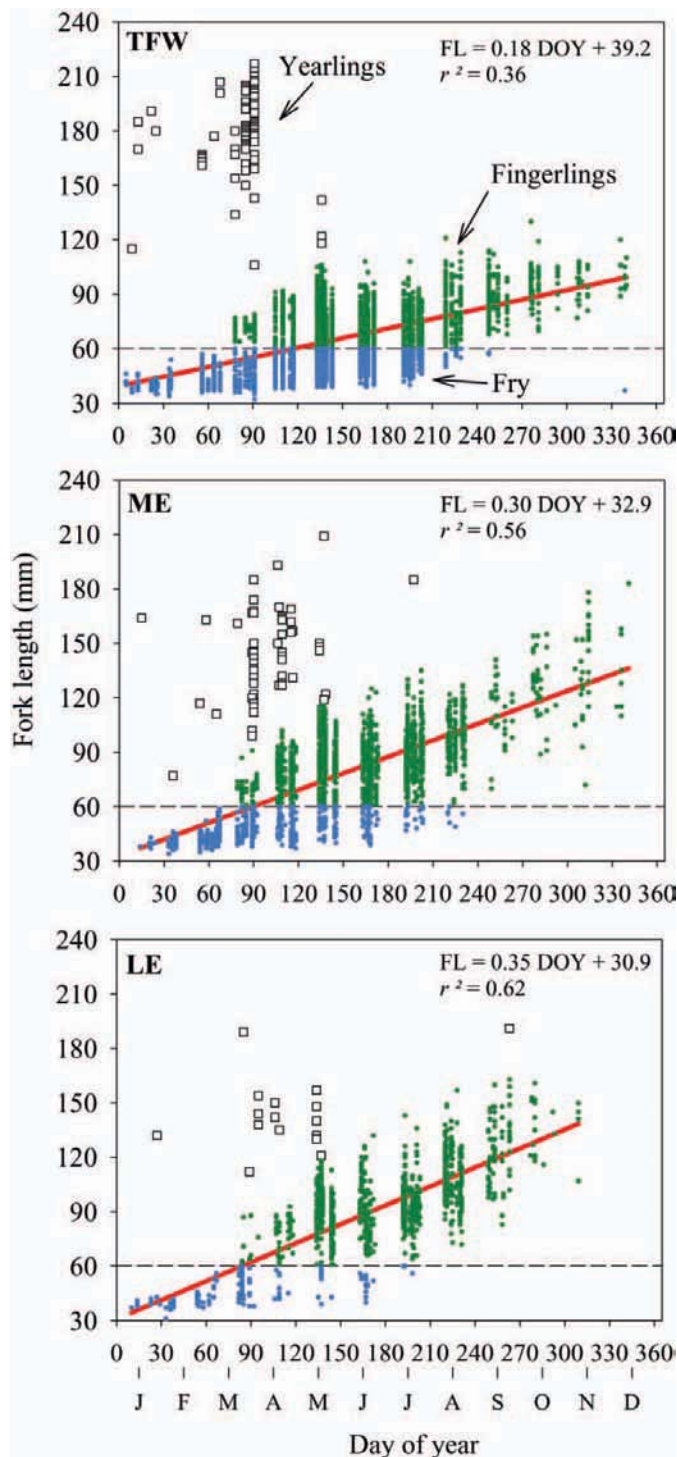 TFW
FL = 0.18 DOY + 39.2
r² = 0.36
Yearlings
Fingerlings
Fry
240
210
180
150
120
90
60
30
0 30 60 90 120 150 180 210 240 270 300 330 360
ME
FL = 0.30 DOY + 32.9
r² = 0.56
Fork length (mm)
240
210
180
150
120
90
60
30
0 30 60 90 120 150 180 210 240 270 300 330 360
LE
FL = 0.35 DOY + 30.9
r² = 0.62
240
210
180
150
120
90
60
30
0 30 60 90 120 150 180 210 240 270 300 330 360
J F M A M J J A S O N D
Day of year